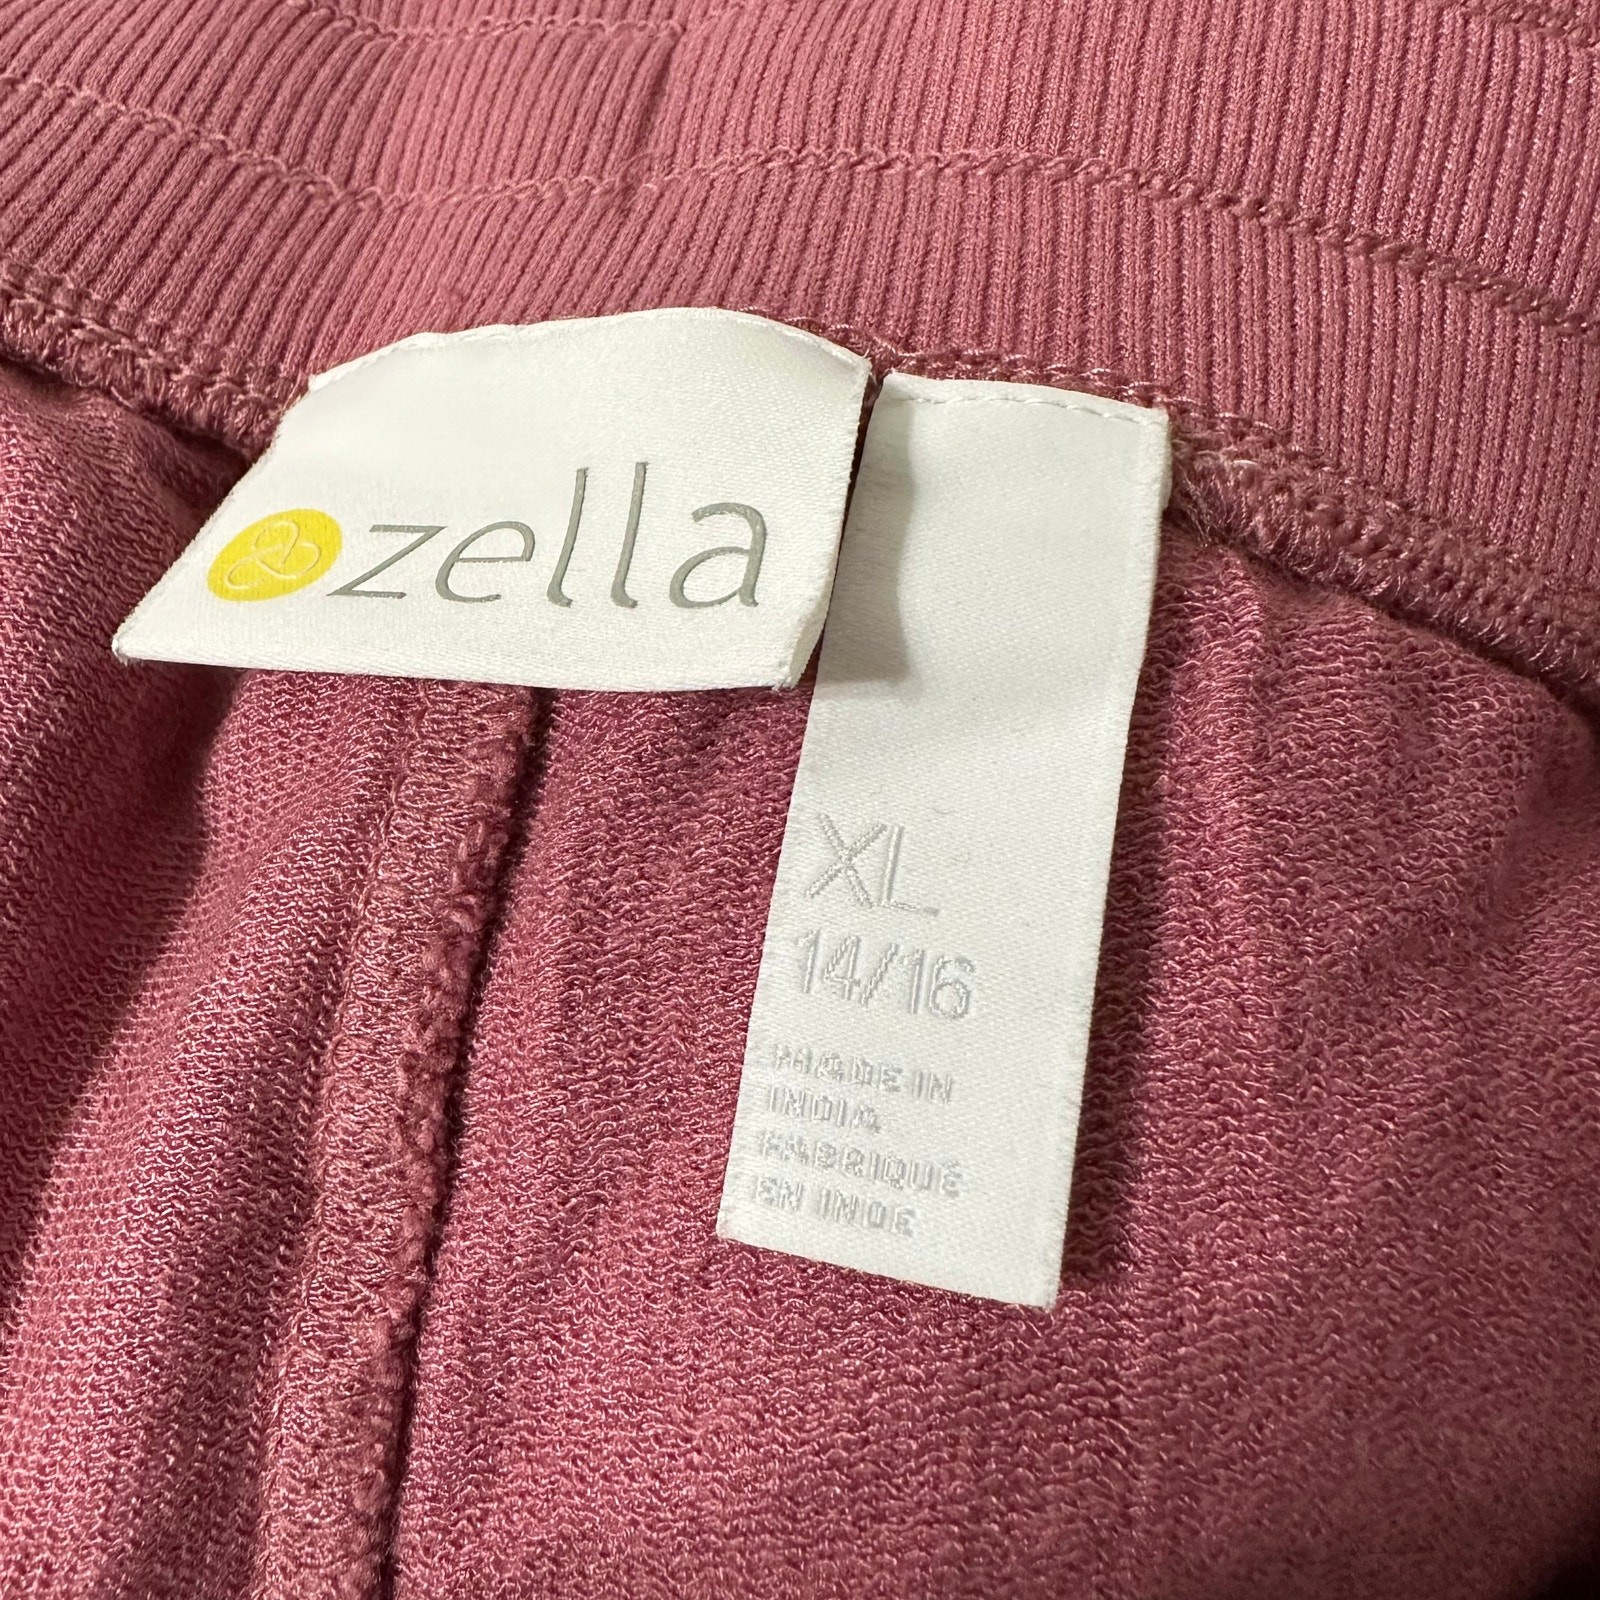 zella
XL
14/16
MADE IN
INDIA
FABRIQUÉ
EN INDE